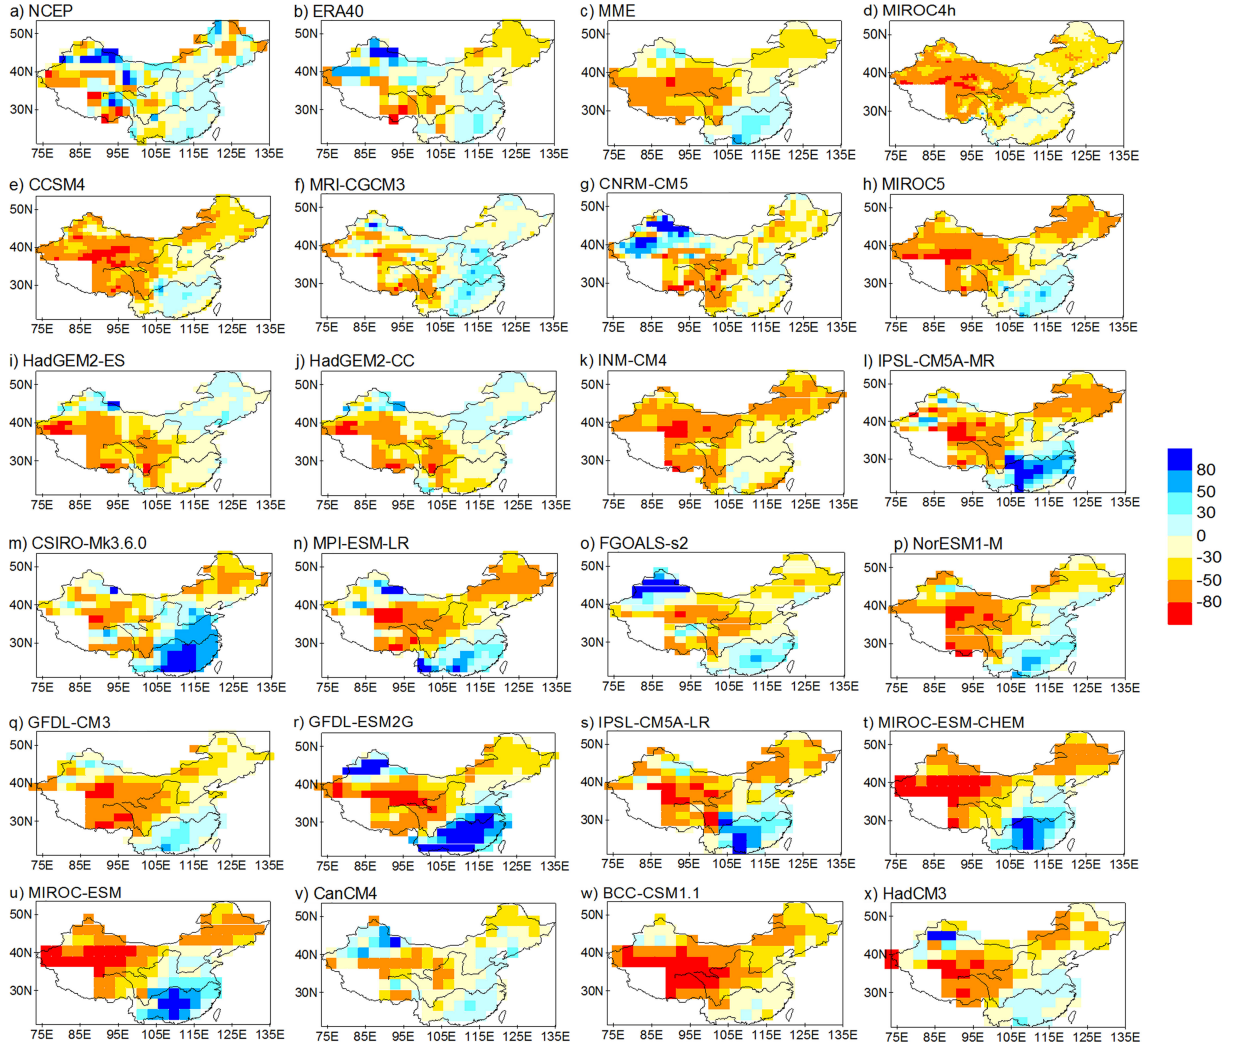 a) NCEP b) ERA40 c) MME d) MIROC4h
50N 50N 50N 50N
40N 40N 40N 40N
30N 30N 30N 30N
75E 85E 95E 105E 115E 125E 135E 75E 85E 95E 105E 115E 125E 135E 75E 85E 95E 105E 115E 125E 135E 75E 85E 95E 105E 115E 125E 135E
e) CCSM4 f) MRI-CGCM3 g) CNRM-CM5 h) MIROC5
50N 50N 50N 50N
40N 40N 40N 40N
30N 30N 30N 30N
75E 85E 95E 105E 115E 125E 135E 75E 85E 95E 105E 115E 125E 135E 75E 85E 95E 105E 115E 125E 135E 75E 85E 95E 105E 115E 125E 135E
i) HadGEM2-ES j) HadGEM2-CC k) INM-CM4 l) IPSL-CM5A-MR
50N 50N 50N 50N
40N 40N 40N 40N
30N 30N 30N 30N
75E 85E 95E 105E 115E 125E 135E 75E 85E 95E 105E 115E 125E 135E 75E 85E 95E 105E 115E 125E 135E 75E 85E 95E 105E 115E 125E 135E
80
50
30
0
-30
-50
-80
m) CSIRO-Mk3.6.0 n) MPI-ESM-LR o) FGOALS-s2 p) NorESM1-M
50N 50N 50N 50N
40N 40N 40N 40N
30N 30N 30N 30N
75E 85E 95E 105E 115E 125E 135E 75E 85E 95E 105E 115E 125E 135E 75E 85E 95E 105E 115E 125E 135E 75E 85E 95E 105E 115E 125E 135E
q) GFDL-CM3 r) GFDL-ESM2G s) IPSL-CM5A-LR t) MIROC-ESM-CHEM
50N 50N 50N 50N
40N 40N 40N 40N
30N 30N 30N 30N
75E 85E 95E 105E 115E 125E 135E 75E 85E 95E 105E 115E 125E 135E 75E 85E 95E 105E 115E 125E 135E 75E 85E 95E 105E 115E 125E 135E
u) MIROC-ESM v) CanCM4 w) BCC-CSM1.1 x) HadCM3
50N 50N 50N 50N
40N 40N 40N 40N
30N 30N 30N 30N
75E 85E 95E 105E 115E 125E 135E 75E 85E 95E 105E 115E 125E 135E 75E 85E 95E 105E 115E 125E 135E 75E 85E 95E 105E 115E 125E 135E